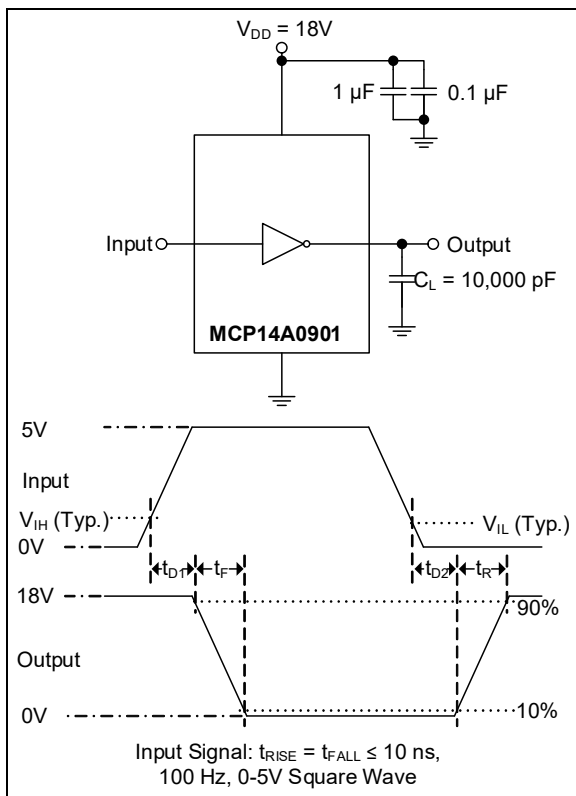 V_DD = 18V
1 µF
0.1 µF
Input
Output
C_L = 10,000 pF
MCP14A0901
5V
Input
V_IH (Typ.)
V_IL (Typ.)
0V
t_D1
t_F
t_D2
t_R
18V
90%
Output
10%
0V
Input Signal: t_RISE = t_FALL ≤ 10 ns,
100 Hz, 0-5V Square Wave